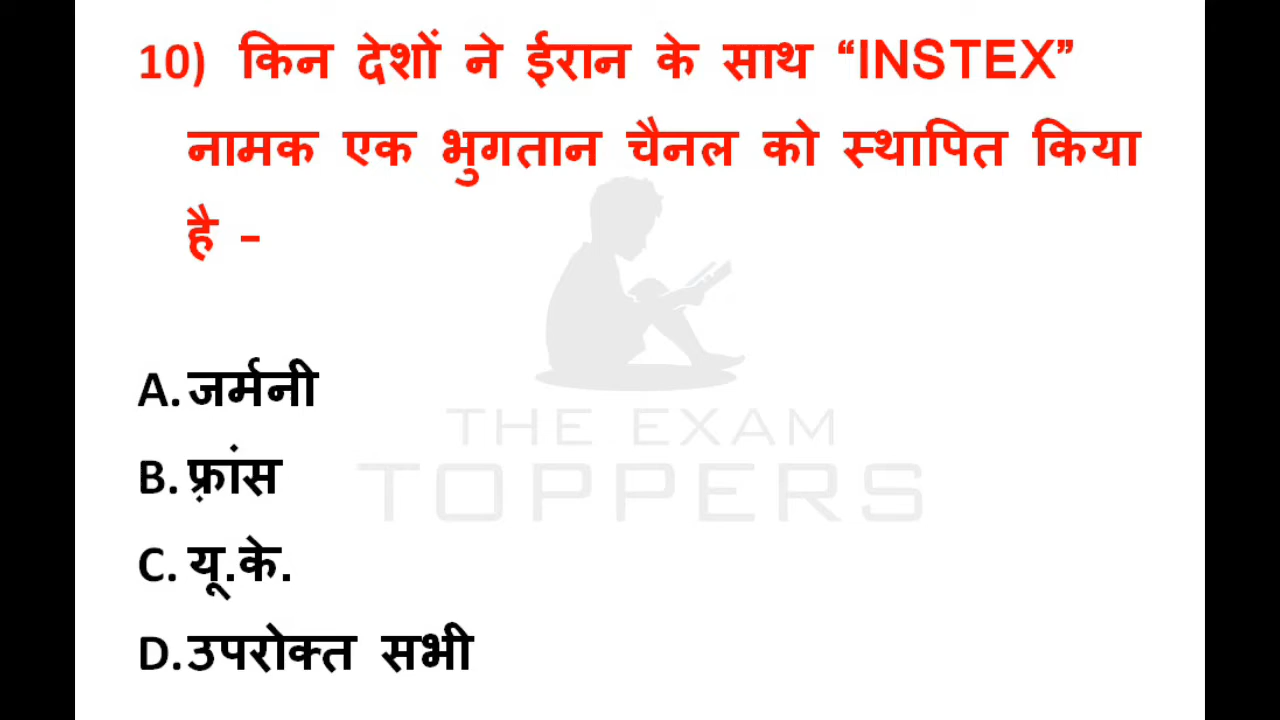 10) किन देशों ने ईरान के साथ “INSTEX”
नामक एक भुगतान चैनल को स्थापित किया
है –
A. जर्मनी
THE EXAM
B. फ़्रांस
TOPPERS
C. यू.के.
D. उपरोक्त सभी